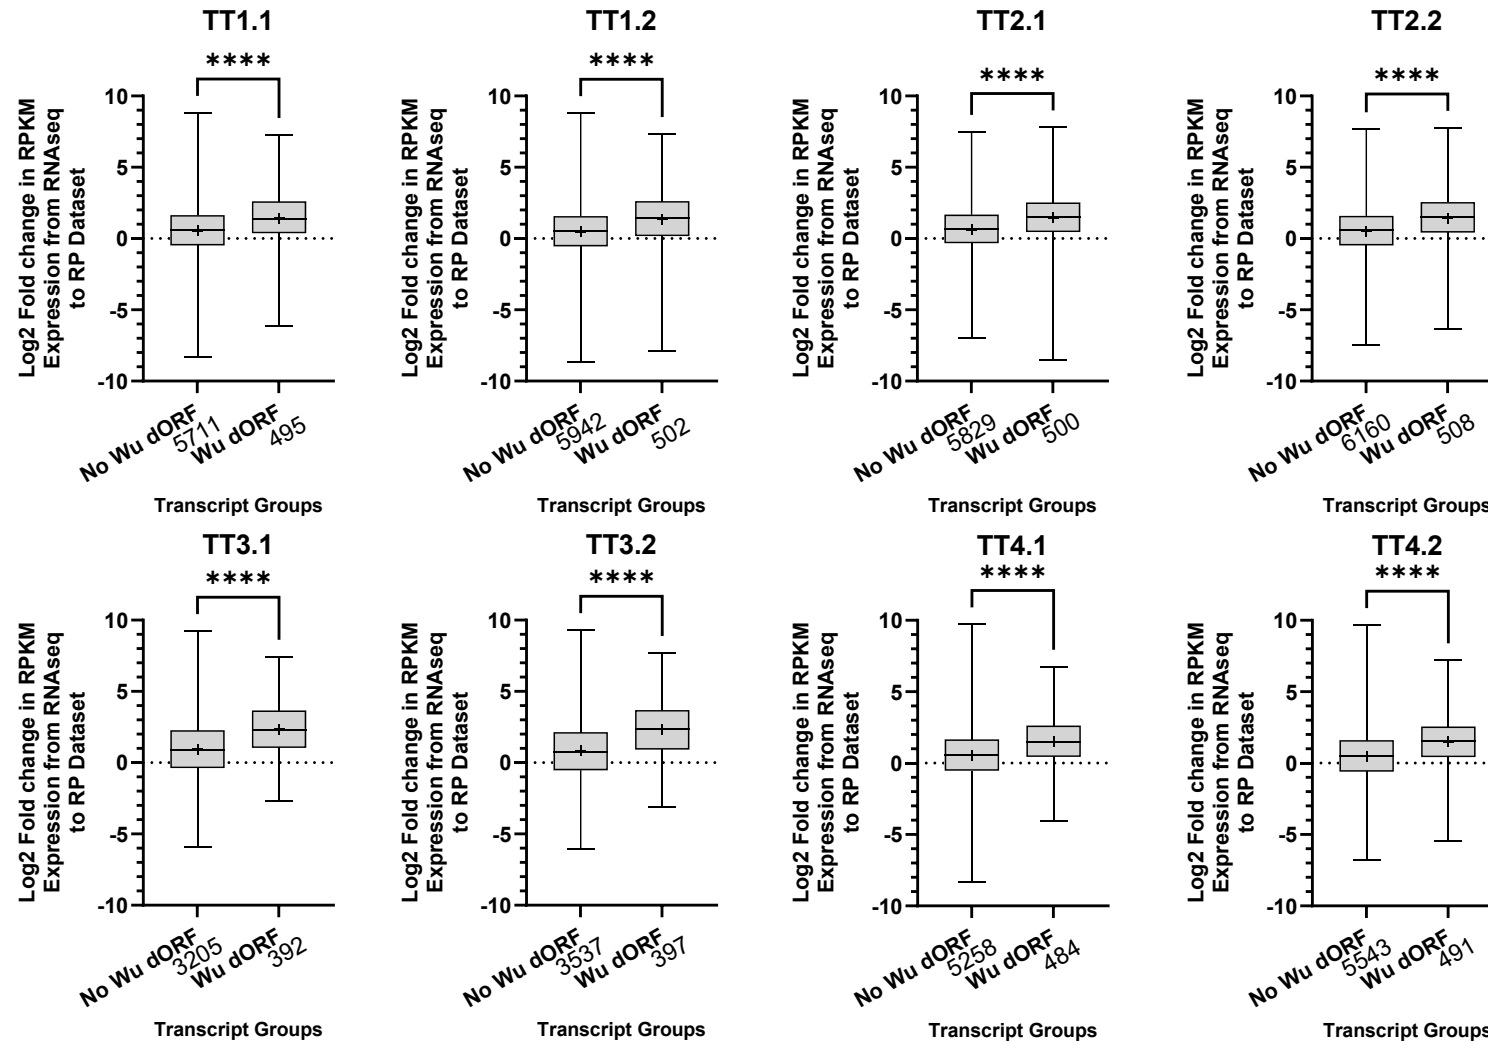 TT1.1
****
Log2 Fold change in RPKM
Expression from RNAseq
to RP Dataset
10
5
0
-5
-10
No Wu dORF
5711
Wu dORF
495
Transcript Groups
TT1.2
****
Log2 Fold change in RPKM
Expression from RNAseq
to RP Dataset
10
5
0
-5
-10
No Wu dORF
5942
Wu dORF
502
Transcript Groups
TT2.1
****
Log2 Fold change in RPKM
Expression from RNAseq
to RP Dataset
10
5
0
-5
-10
No Wu dORF
5829
Wu dORF
500
Transcript Groups
TT2.2
****
Log2 Fold change in RPKM
Expression from RNAseq
to RP Dataset
10
5
0
-5
-10
No Wu dORF
6160
Wu dORF
508
Transcript Groups
TT3.1
****
Log2 Fold change in RPKM
Expression from RNAseq
to RP Dataset
10
5
0
-5
-10
No Wu dORF
3205
Wu dORF
392
Transcript Groups
TT3.2
****
Log2 Fold change in RPKM
Expression from RNAseq
to RP Dataset
10
5
0
-5
-10
No Wu dORF
3537
Wu dORF
397
Transcript Groups
TT4.1
****
Log2 Fold change in RPKM
Expression from RNAseq
to RP Dataset
10
5
0
-5
-10
No Wu dORF
5258
Wu dORF
484
Transcript Groups
TT4.2
****
Log2 Fold change in RPKM
Expression from RNAseq
to RP Dataset
10
5
0
-5
-10
No Wu dORF
5543
Wu dORF
491
Transcript Groups